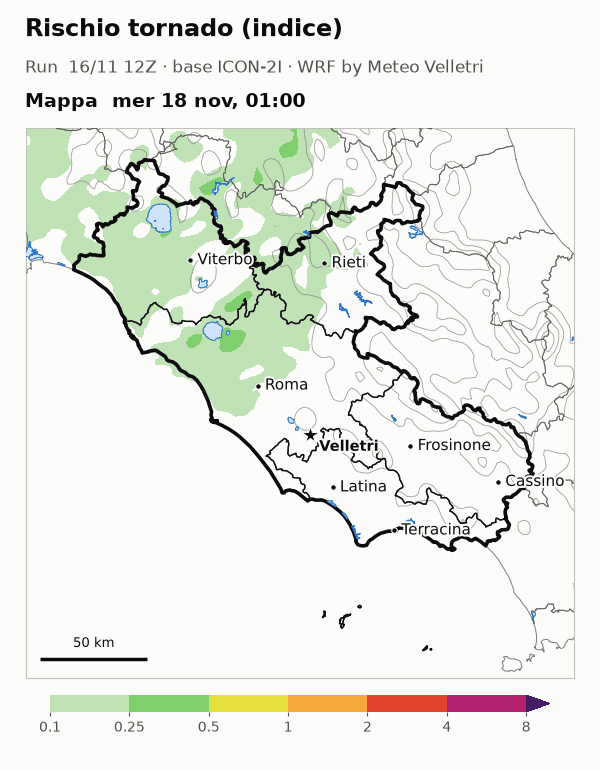 Rischio tornado (indice)
Run  16/11 12Z · base ICON-2I · WRF by Meteo Velletri
Mappa  mer 18 nov, 01:00
Viterbo
Rieti
Roma
Velletri
Frosinone
Latina
Cassino
Terracina
50 km
0.1 0.25 0.5 1 2 4 8